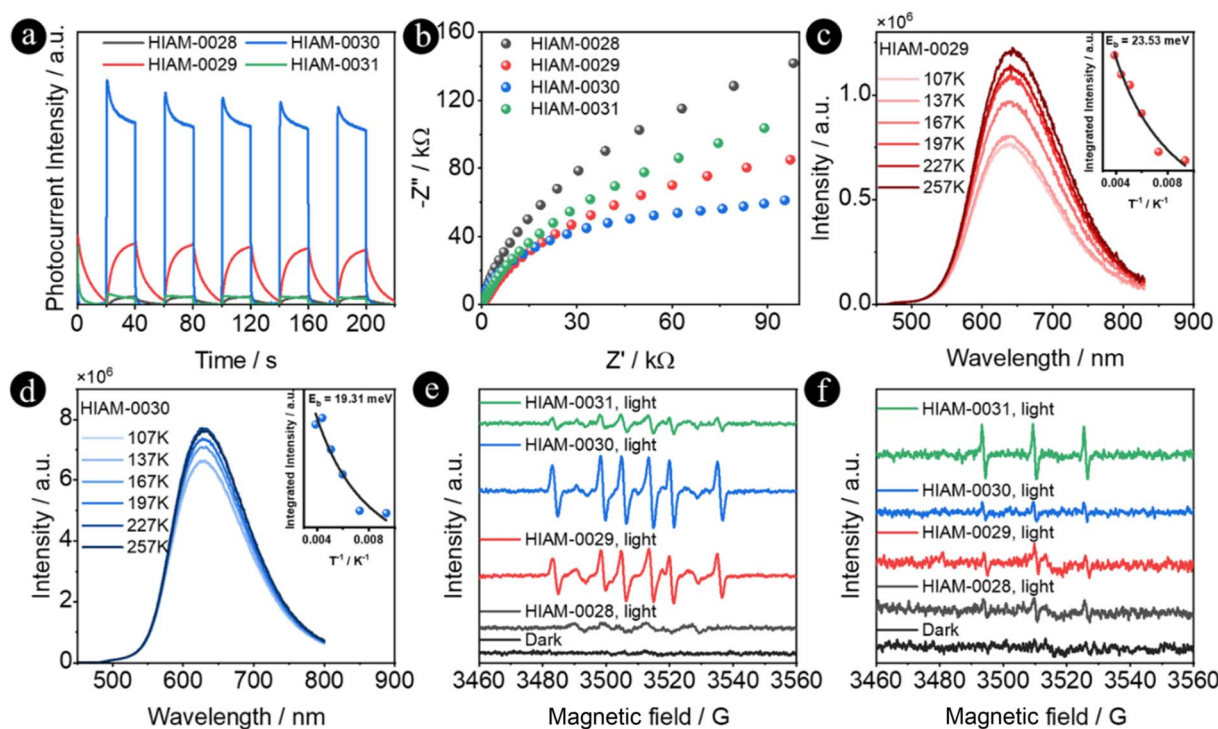 a
Photocurrent Intensity / a.u.
HIAM-0028
HIAM-0030
HIAM-0029
HIAM-0031
0 40 80 120 160 200
Time / s
b
-Z" / kΩ
160
120
80
40
0
HIAM-0028
HIAM-0029
HIAM-0030
HIAM-0031
0 30 60 90
Z' / kΩ
c
×10⁶
Intensity / a.u.
1.0
0.5
0.0
HIAM-0029
107K
137K
167K
197K
227K
257K
Integrated Intensity / a.u.
E_b = 23.53 meV
0.004 0.008
T⁻¹ / K⁻¹
500 600 700 800 900
Wavelength / nm
d
×10⁶
Intensity / a.u.
8
6
4
2
0
HIAM-0030
107K
137K
167K
197K
227K
257K
Integrated Intensity / a.u.
E_b = 19.31 meV
0.004 0.008
T⁻¹ / K⁻¹
500 600 700 800 900
Wavelength / nm
e
Intensity / a.u.
HIAM-0031, light
HIAM-0030, light
HIAM-0029, light
HIAM-0028, light
Dark
3460 3480 3500 3520 3540 3560
Magnetic field / G
f
Intensity / a.u.
HIAM-0031, light
HIAM-0030, light
HIAM-0029, light
HIAM-0028, light
Dark
3460 3480 3500 3520 3540 3560
Magnetic field / G